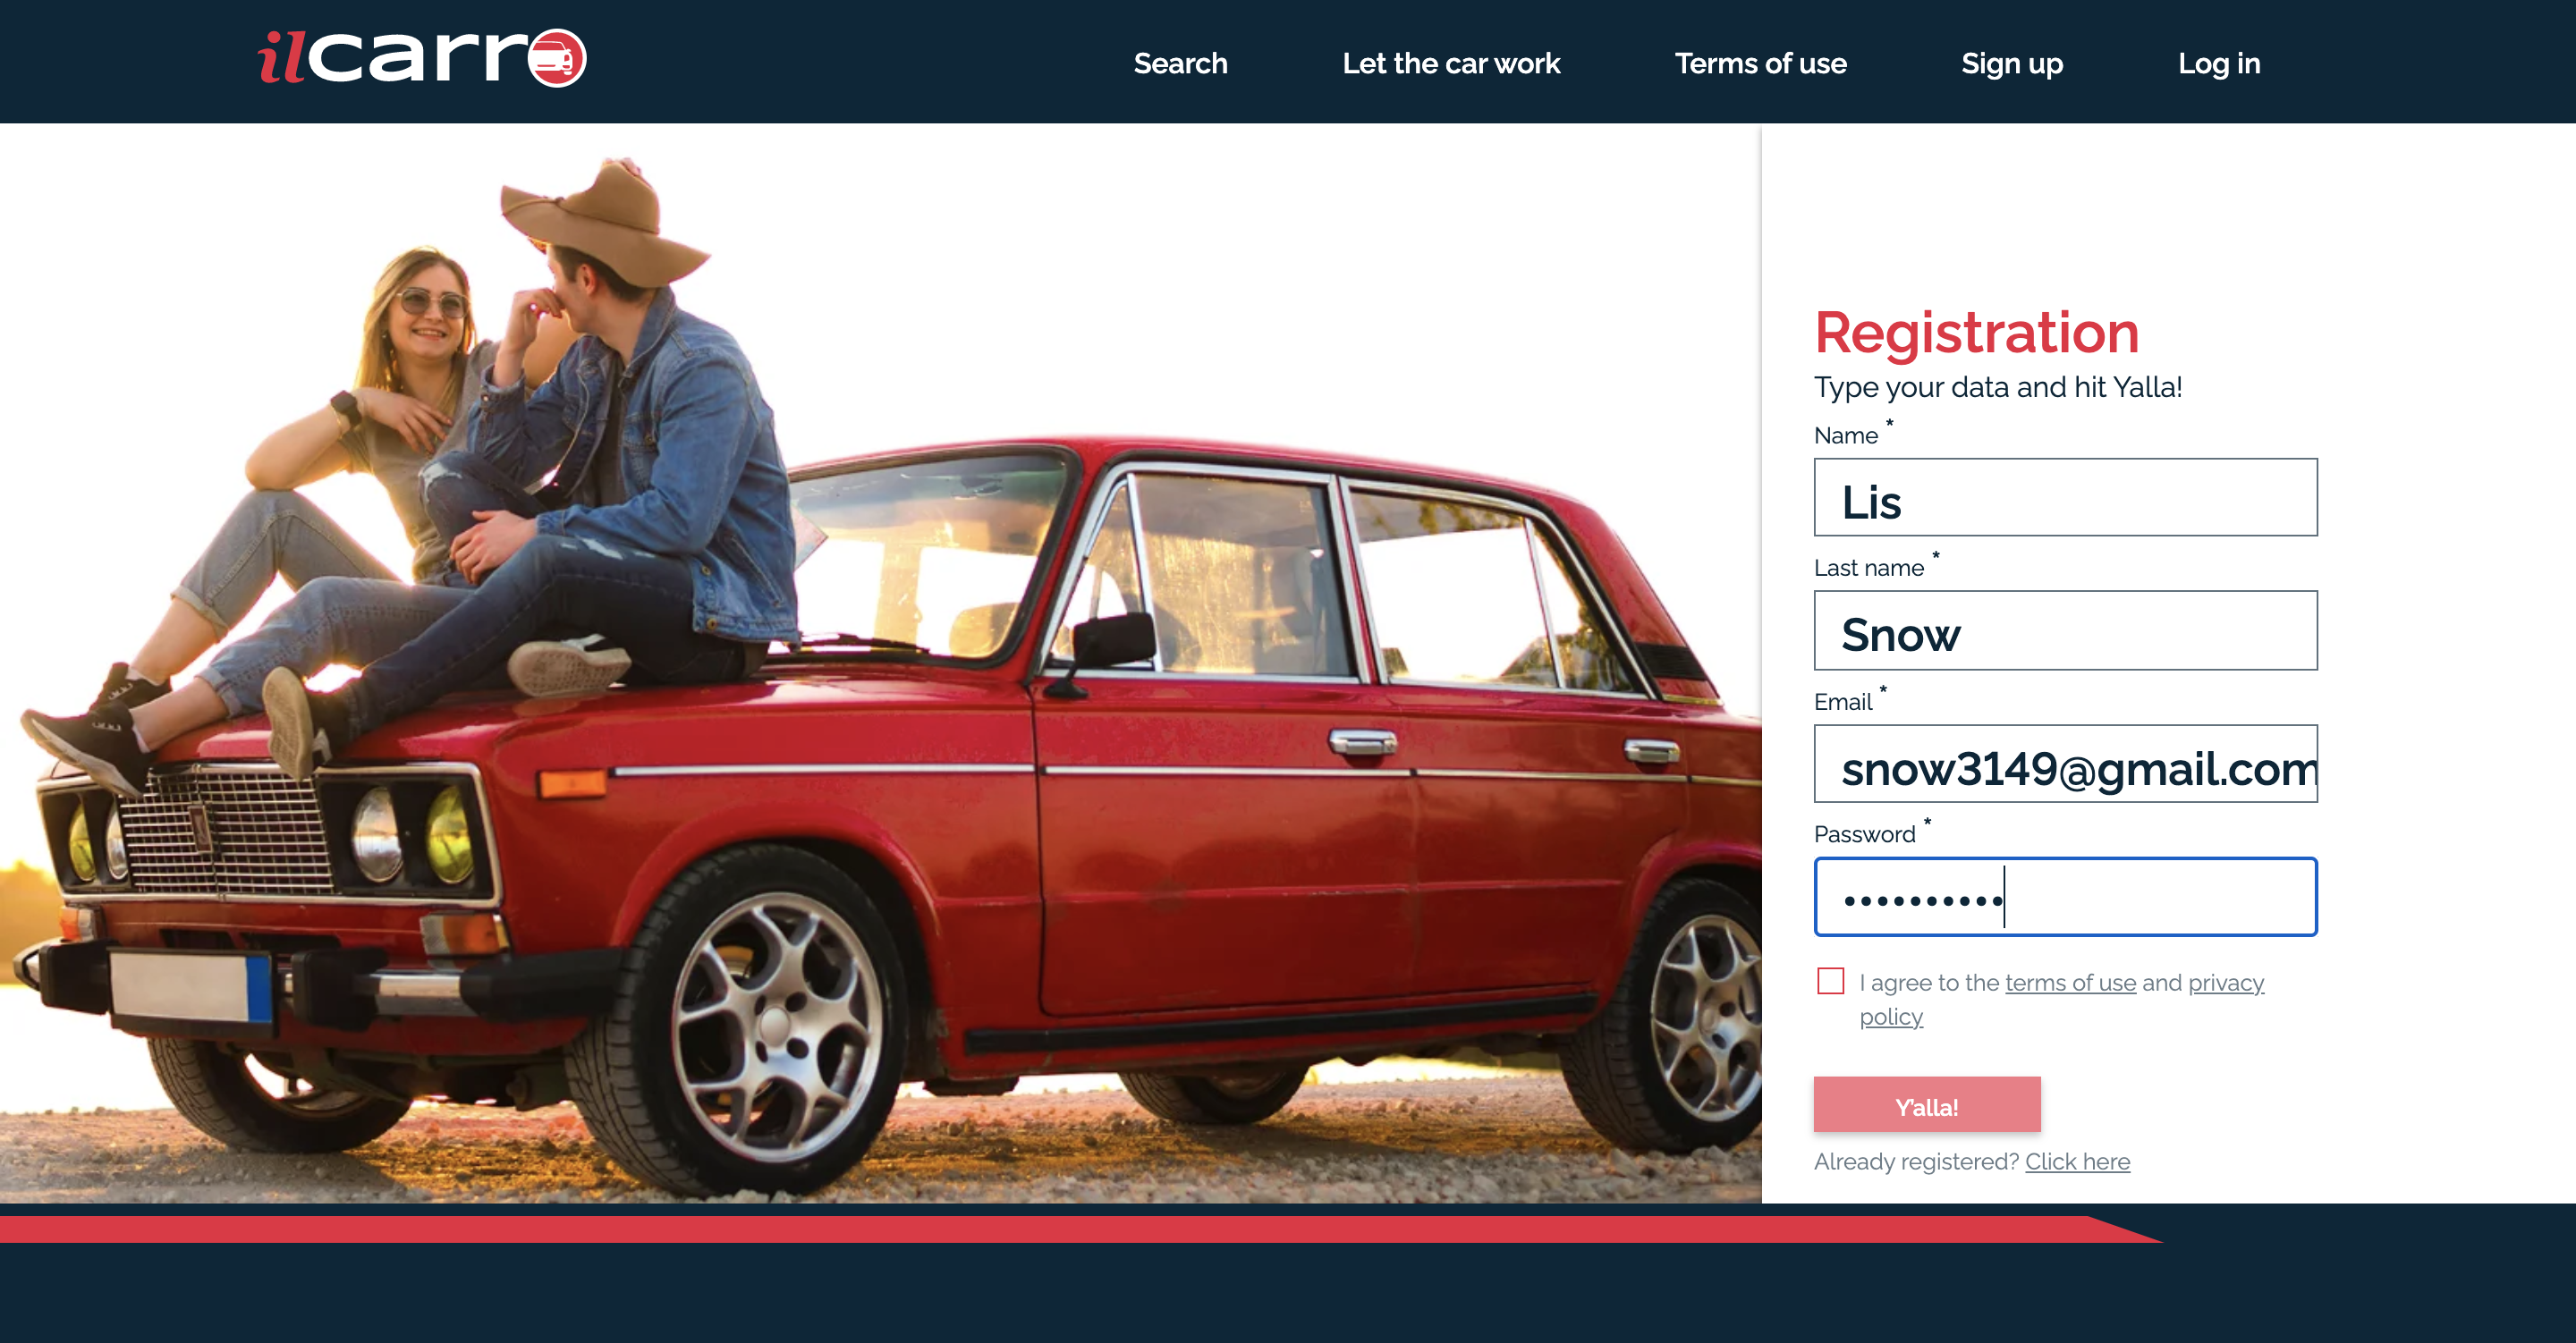 ilcarro
Search
Let the car work
Terms of use
Sign up
Log in
Registration
Type your data and hit Yalla!
Name *
Lis
Last name *
Snow
Email *
snow3149@gmail.com
Password *
••••••••••
I agree to the terms of use and privacy
policy
Y'alla!
Already registered? Click here